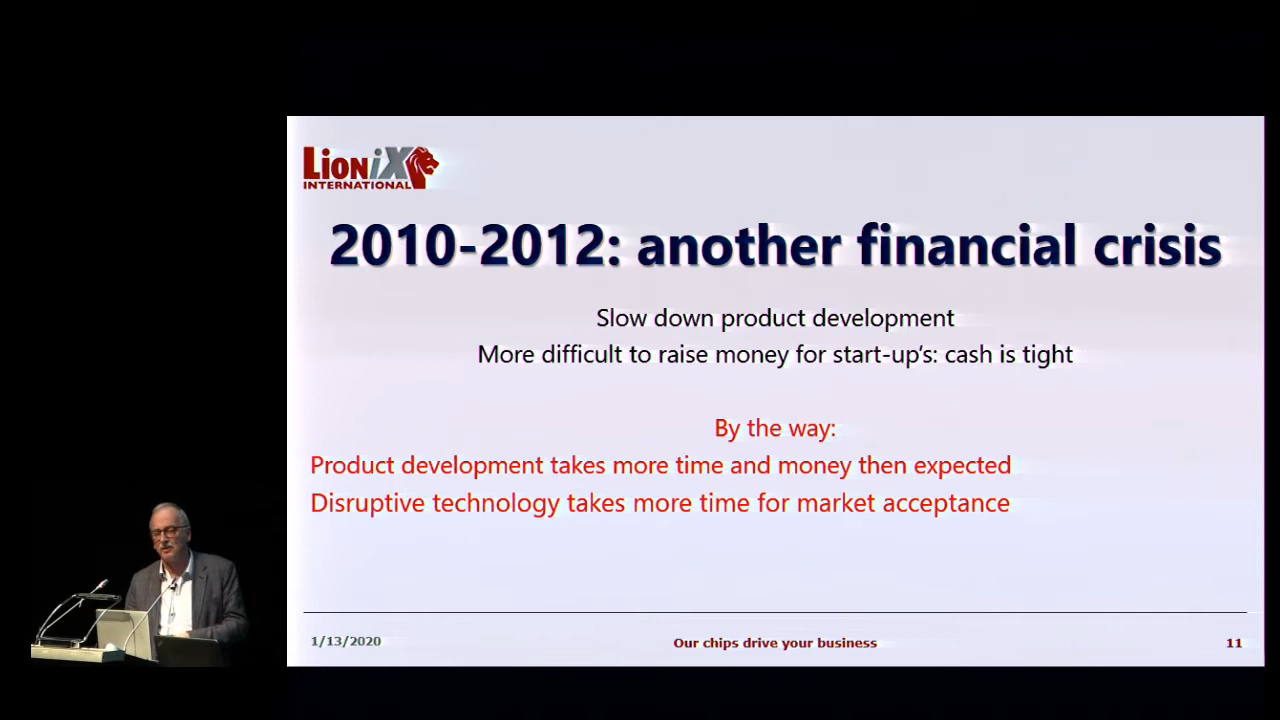 LioniX
INTERNATIONAL
2010-2012: another financial crisis
Slow down product development
More difficult to raise money for start-up's: cash is tight
By the way:
Product development takes more time and money then expected
Disruptive technology takes more time for market acceptance
1/13/2020
Our chips drive your business
11